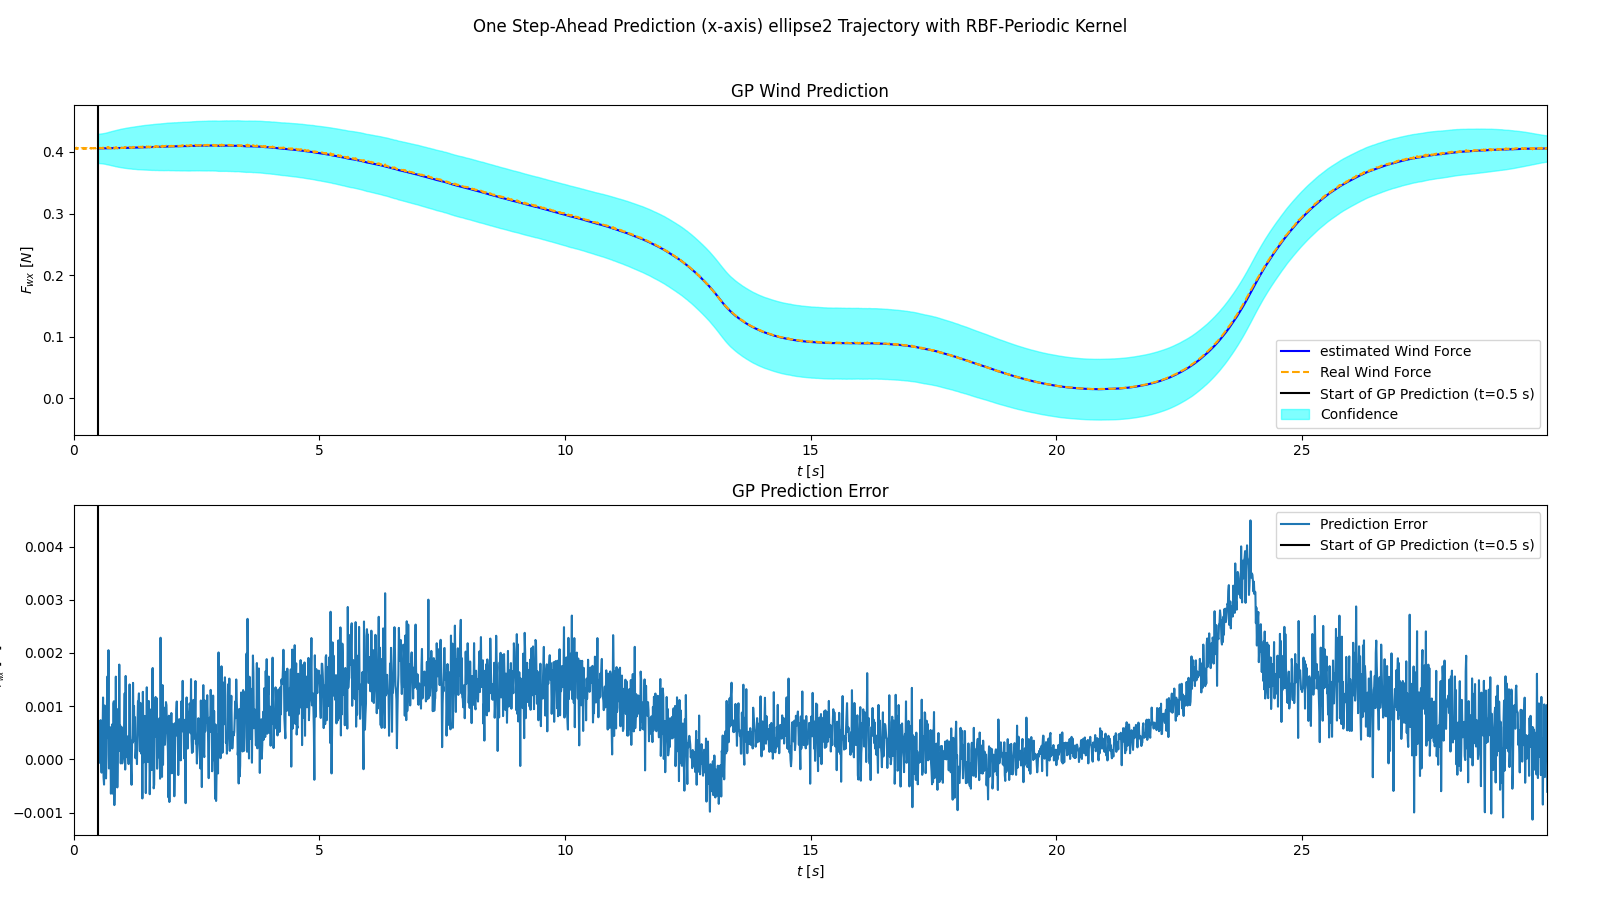 One Step-Ahead Prediction (x-axis) ellipse2 Trajectory with RBF-Periodic Kernel
GP Wind Prediction
0.4
0.3
0.2
0.1
0.0
F_wx [N]
estimated Wind Force
Real Wind Force
Start of GP Prediction (t=0.5 s)
Confidence
0 5 10 15 20 25
t [s]
GP Prediction Error
0.004
0.003
0.002
0.001
0.000
−0.001
Prediction Error
Start of GP Prediction (t=0.5 s)
0 5 10 15 20 25
t [s]